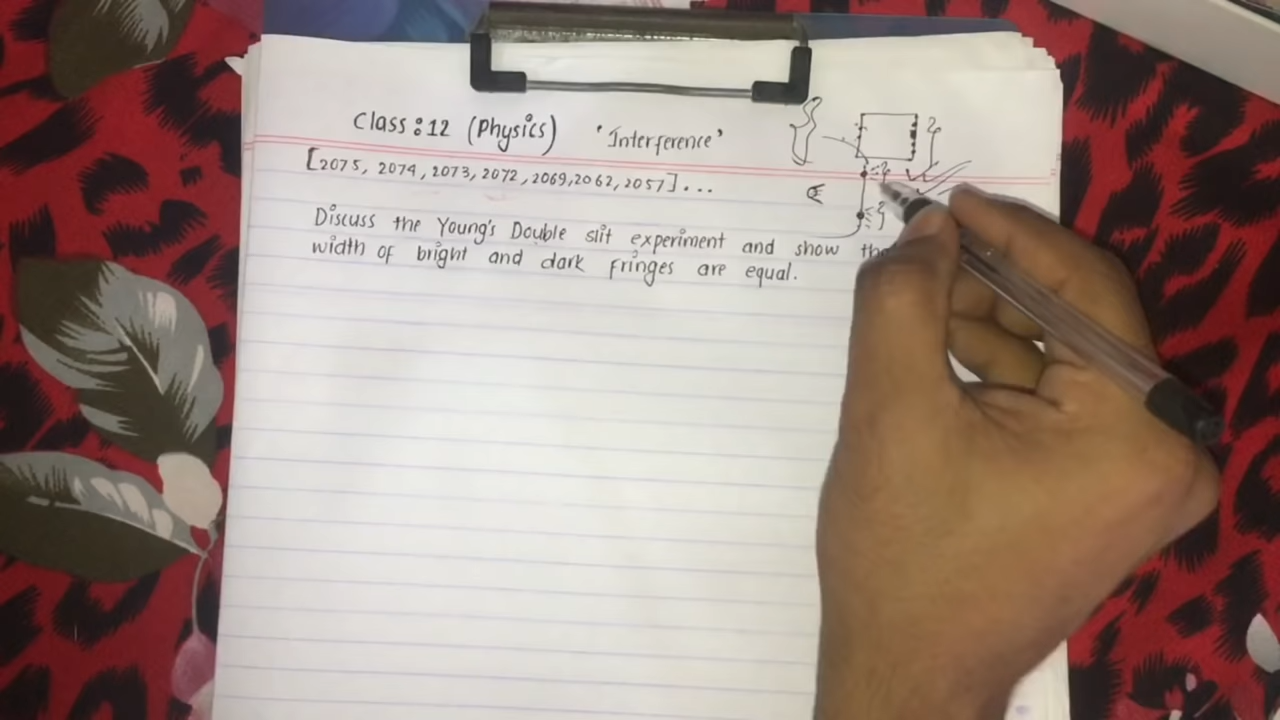 Class: 12 (Physics) 'Interference'
[2075, 2074, 2073, 2072, 2069, 2062, 2057]...
Discuss the Young's Double slit experiment and show
width of bright and dark fringes are equal.